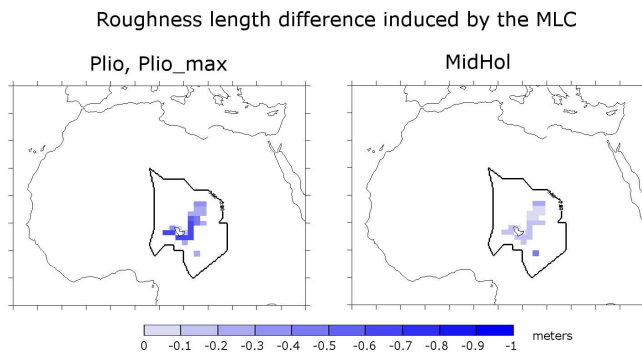 Roughness length difference induced by the MLC
Plio, Plio_max
MidHol
0 -0.1 -0.2 -0.3 -0.4 -0.5 -0.6 -0.7 -0.8 -0.9 -1 meters